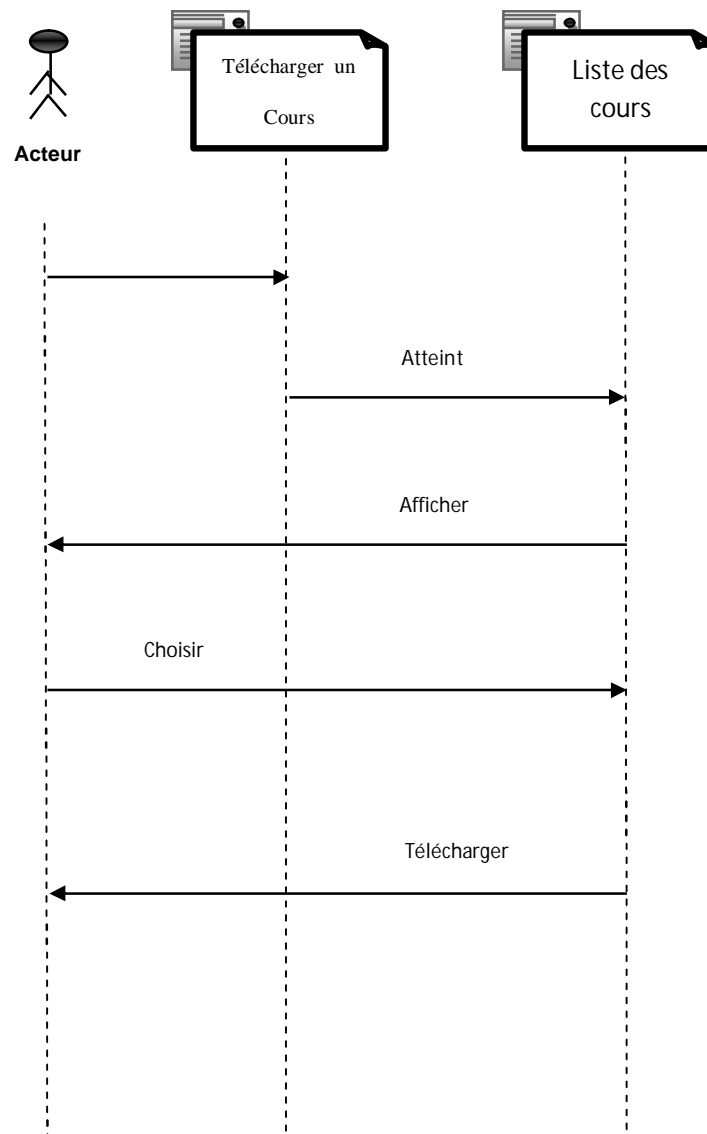 Télécharger un
Cours
Liste des
cours
Acteur
Atteint
Afficher
Choisir
Télécharger